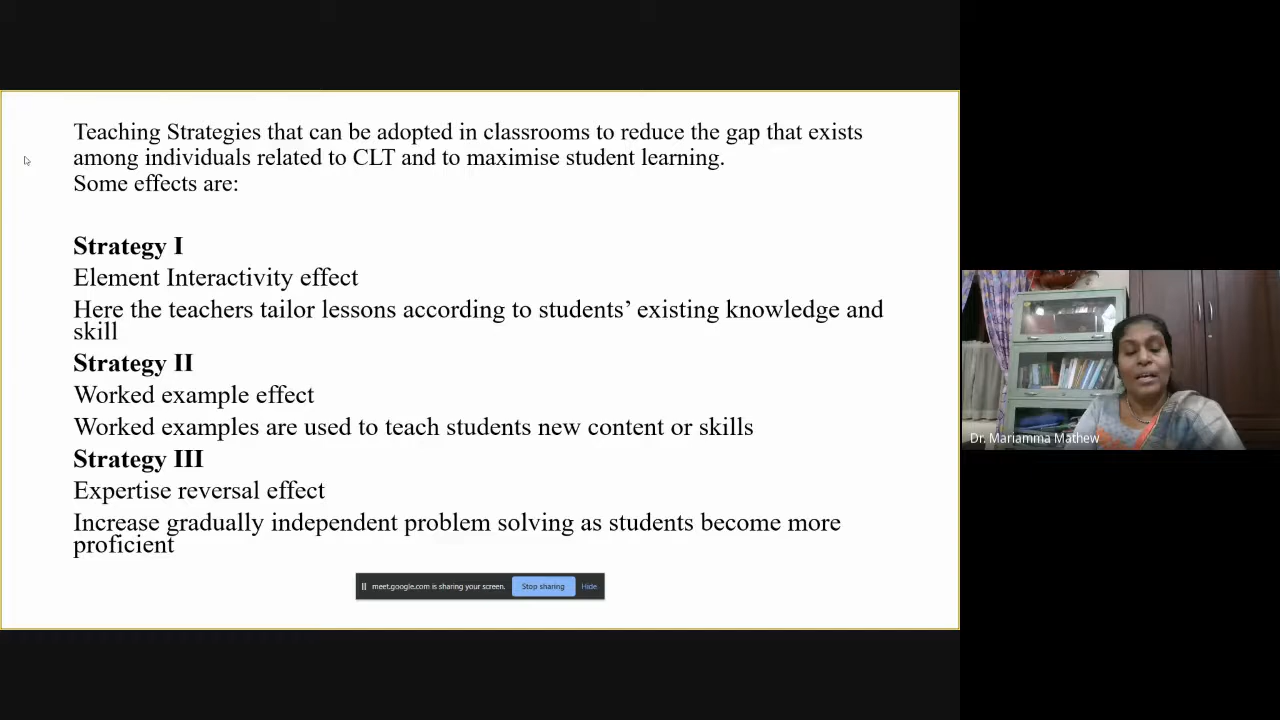 Teaching Strategies that can be adopted in classrooms to reduce the gap that exists
among individuals related to CLT and to maximise student learning.
Some effects are:
Strategy I
Element Interactivity effect
Here the teachers tailor lessons according to students’ existing knowledge and
skill
Strategy II
Worked example effect
Worked examples are used to teach students new content or skills
Strategy III
Expertise reversal effect
Increase gradually independent problem solving as students become more
proficient
meet.google.com is sharing your screen. Stop sharing Hide
Dr. Mariamma Mathew